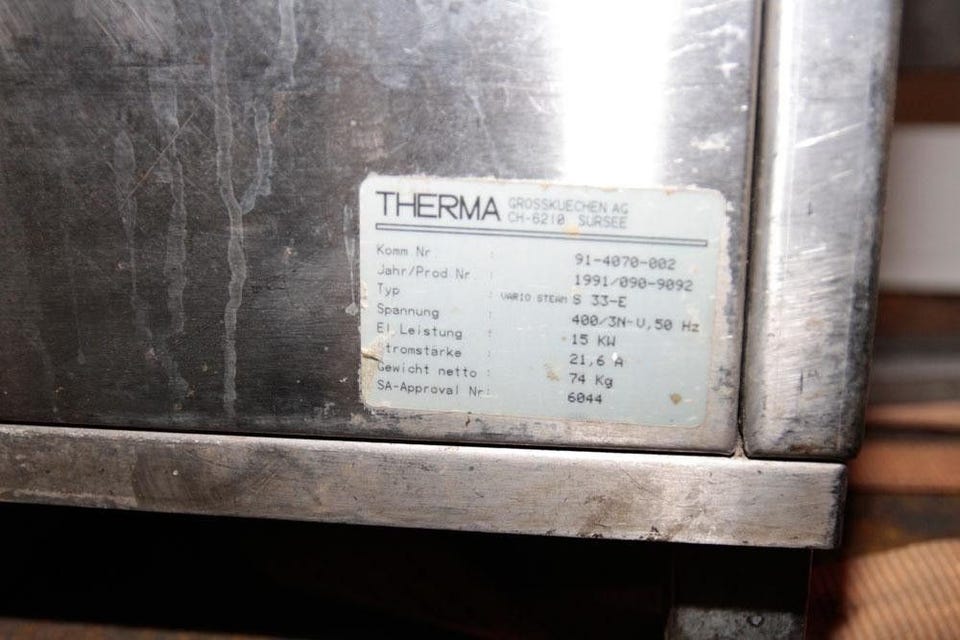 THERMA GROSSKUECHEN AG
CH-6210 SURSEE
Komm Nr : 91-4070-002
Jahr/Prod Nr : 1991/090-9092
Typ : VARIO STEAM S 33-E
Spannung : 400/3N-V,50 Hz
El Leistung : 15 KW
Stromstärke : 21,6 A
Gewicht netto : 74 Kg
SA-Approval Nr : 6044